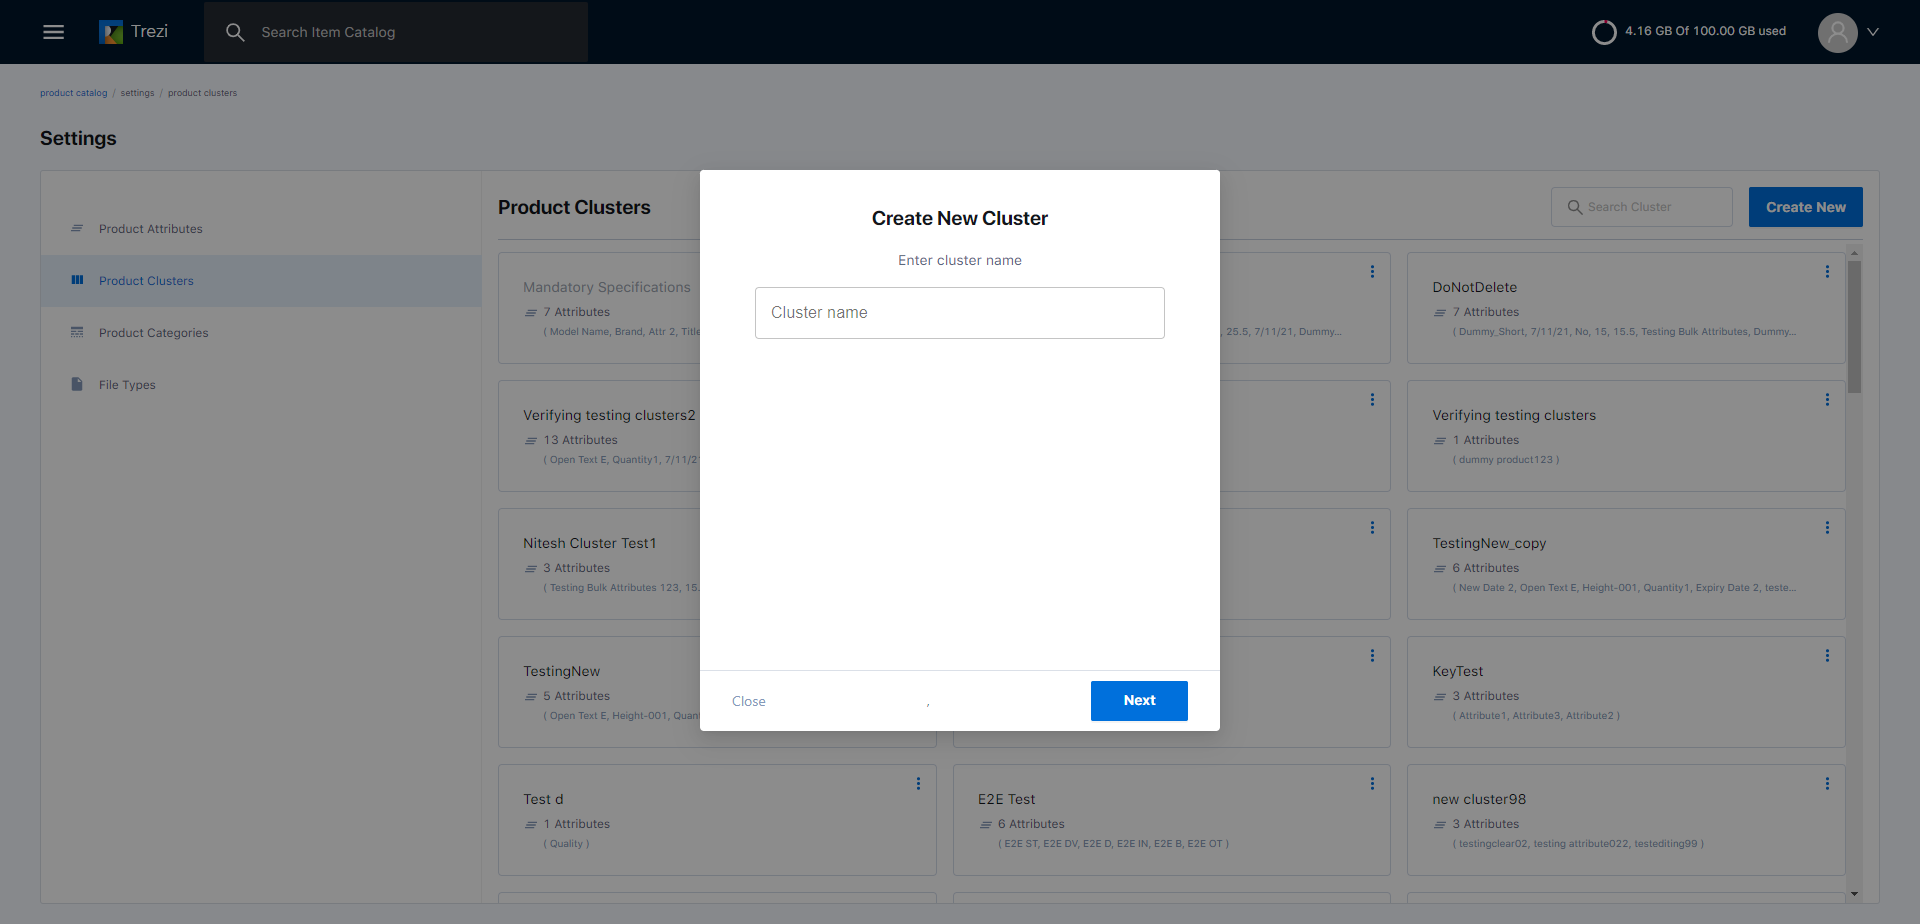 Trezi
Search Item Catalog
4.16 GB Of 100.00 GB used
product catalog / settings / product clusters
Settings
Product Attributes
Product Clusters
Product Categories
File Types
Product Clusters
Search Cluster
Create New
Mandatory Specifications
7 Attributes
( Model Name, Brand, Attr 2, Title
25.5, 7/11/21, Dummy...
DoNotDelete
7 Attributes
( Dummy_Short, 7/11/21, No, 15, 15.5, Testing Bulk Attributes, Dummy...
Verifying testing clusters2
13 Attributes
( Open Text E, Quantity1, 7/11/21
Verifying testing clusters
1 Attributes
( dummy product123 )
Nitesh Cluster Test1
3 Attributes
( Testing Bulk Attributes 123, 15.
TestingNew_copy
6 Attributes
( New Date 2, Open Text E, Height-001, Quantity1, Expiry Date 2, teste...
TestingNew
5 Attributes
( Open Text E, Height-001, Quant
KeyTest
3 Attributes
( Attribute1, Attribute3, Attribute2 )
Test d
1 Attributes
( Quality )
E2E Test
6 Attributes
( E2E ST, E2E DV, E2E D, E2E IN, E2E B, E2E OT )
new cluster98
3 Attributes
( testingclear02, testing attribute022, testediting99 )
Create New Cluster
Enter cluster name
Cluster name
Close
,
Next